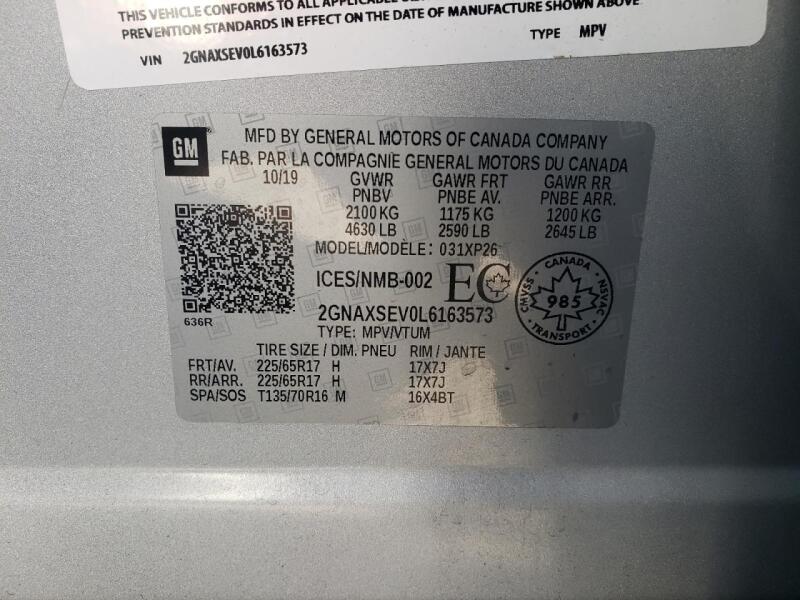 THIS VEHICLE CONFORMS TO ALL APPLICABLE
PREVENTION STANDARDS IN EFFECT ON THE DATE OF MANUFACTURE SHOWN ABOVE.
VIN 2GNAXSEV0L6163573 TYPE MPV
GM
MFD BY GENERAL MOTORS OF CANADA COMPANY
FAB. PAR LA COMPAGNIE GENERAL MOTORS DU CANADA
10/19 GVWR GAWR FRT GAWR RR
PNBV PNBE AV. PNBE ARR.
2100 KG 1175 KG 1200 KG
4630 LB 2590 LB 2645 LB
MODEL/MODÈLE: 031XP26
ICES/NMB-002 EC
CANADA
CMVSS 985 NSVAC
TRANSPORT
2GNAXSEV0L6163573
636R
TYPE: MPV/VTUM
TIRE SIZE / DIM. PNEU RIM / JANTE
FRT/AV. 225/65R17 H 17X7J
RR/ARR. 225/65R17 H 17X7J
SPA/SOS T135/70R16 M 16X4BT